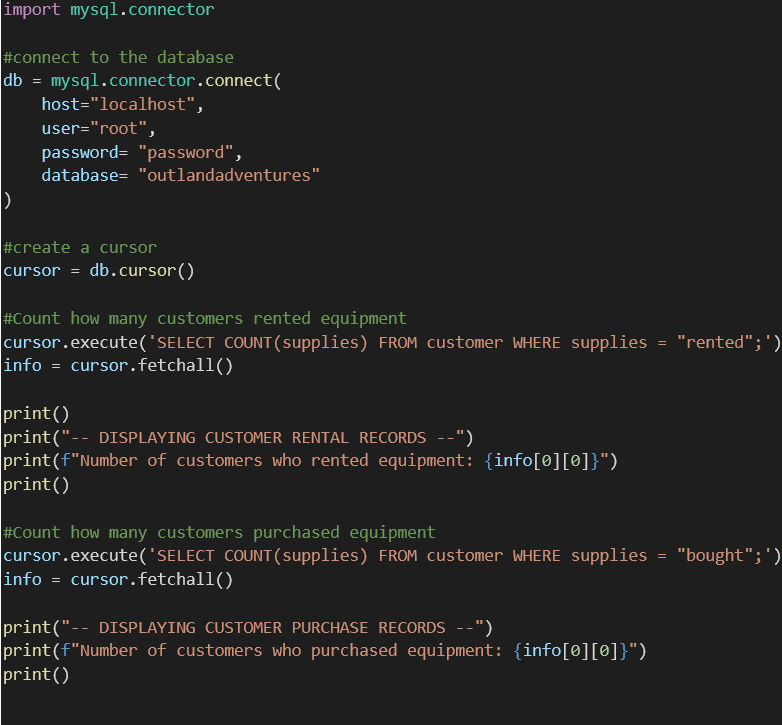 import mysql.connector

#connect to the database
db = mysql.connector.connect(
    host="localhost",
    user="root",
    password= "password",
    database= "outlandadventures"
)

#create a cursor
cursor = db.cursor()

#Count how many customers rented equipment
cursor.execute('SELECT COUNT(supplies) FROM customer WHERE supplies = "rented";')
info = cursor.fetchall()

print()
print("-- DISPLAYING CUSTOMER RENTAL RECORDS --")
print(f"Number of customers who rented equipment: {info[0][0]}")
print()

#Count how many customers purchased equipment
cursor.execute('SELECT COUNT(supplies) FROM customer WHERE supplies = "bought";')
info = cursor.fetchall()

print("-- DISPLAYING CUSTOMER PURCHASE RECORDS --")
print(f"Number of customers who purchased equipment: {info[0][0]}")
print()